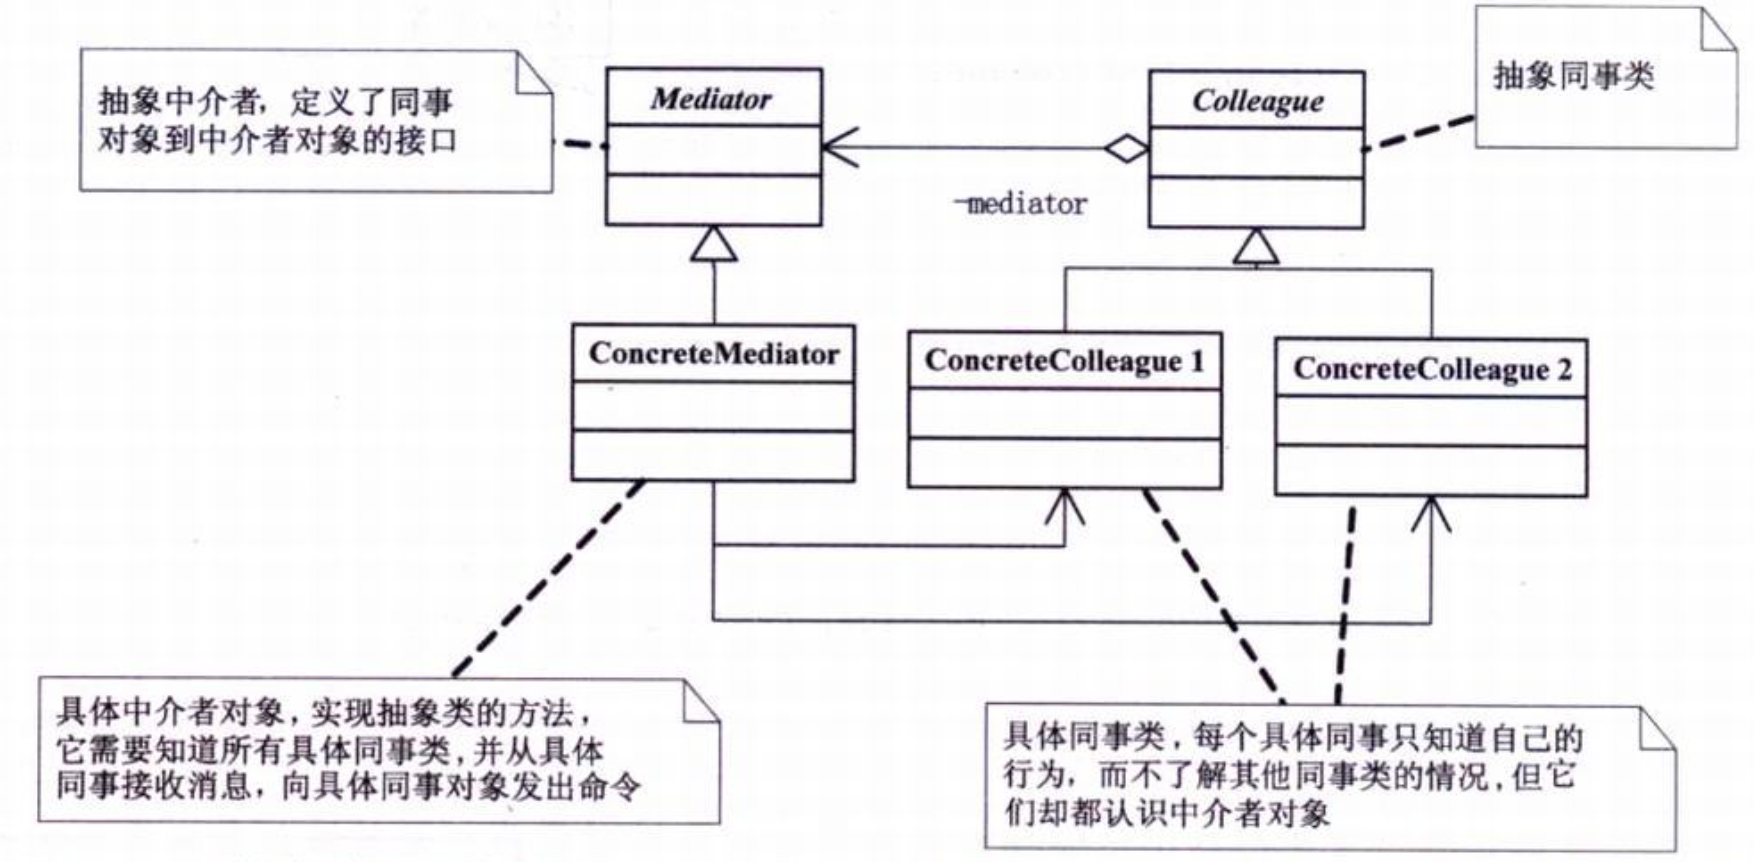 抽象中介者，定义了同事
对象到中介者对象的接口
Mediator
Colleague
抽象同事类
-mediator
ConcreteMediator
ConcreteColleague 1
ConcreteColleague 2
具体中介者对象，实现抽象类的方法，
它需要知道所有具体同事类，并从具体
同事接收消息，向具体同事对象发出命令
具体同事类，每个具体同事只知道自己的
行为，而不了解其他同事类的情况，但它
们却都认识中介者对象